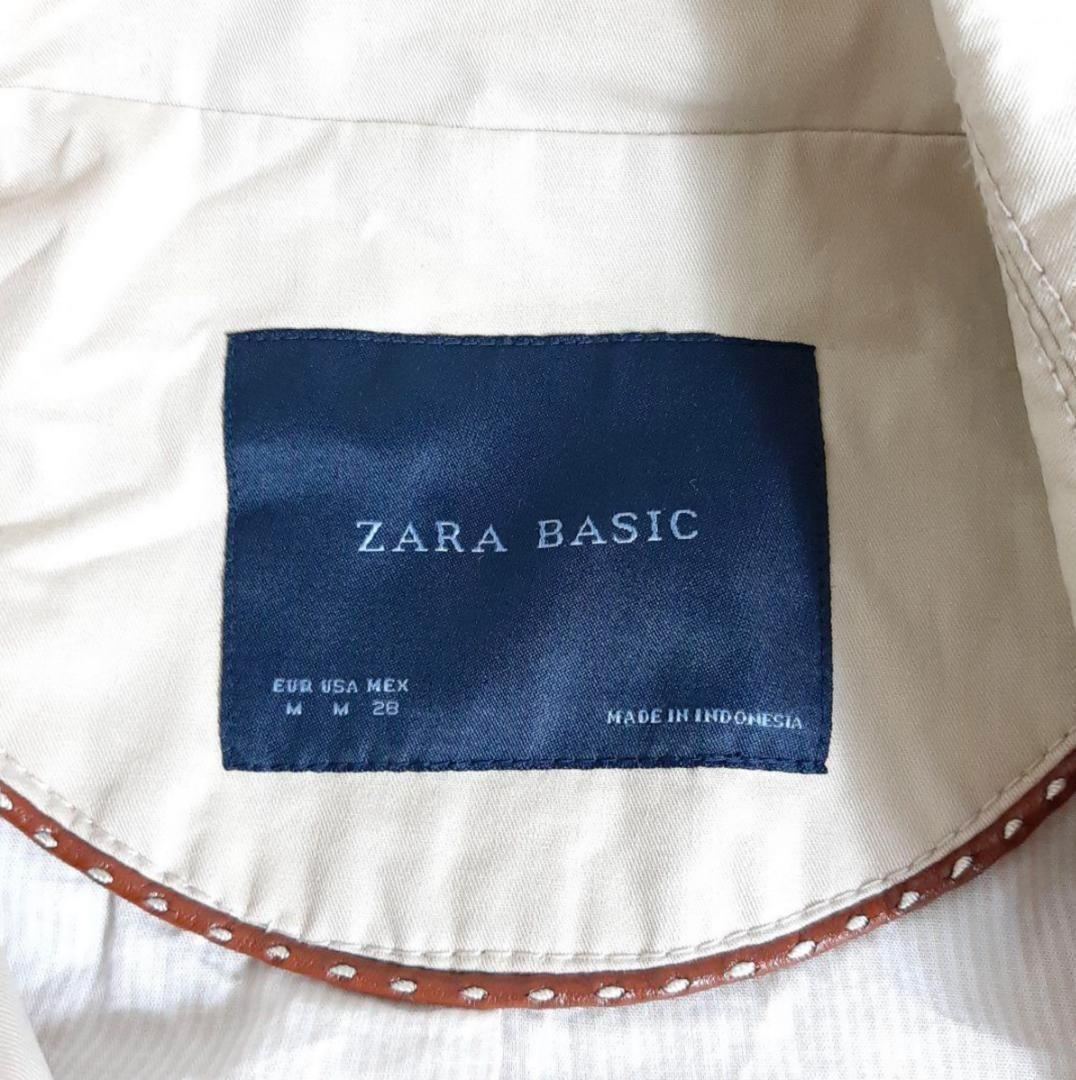 ZARA BASIC
EUR USA MEX
M M 28
MADE IN INDONESIA